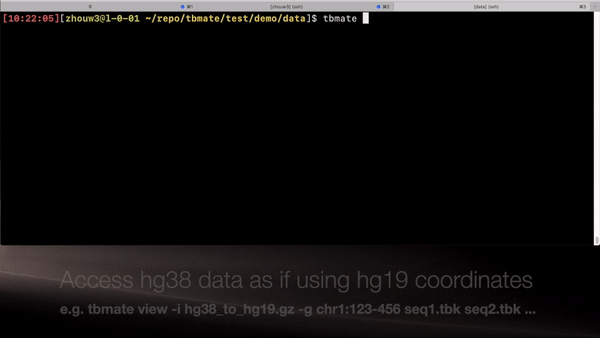 ⌘1 [zhouw3] (ssh) ⌘2 [data] (ssh) ⌘3
[10:22:05][zhouw3@l-0-01 ~/repo/tbmate/test/demo/data]$ tbmate
Access hg38 data as if using hg19 coordinates
e.g. tbmate view -i hg38_to_hg19.gz -g chr1:123-456 seq1.tbk seq2.tbk ...